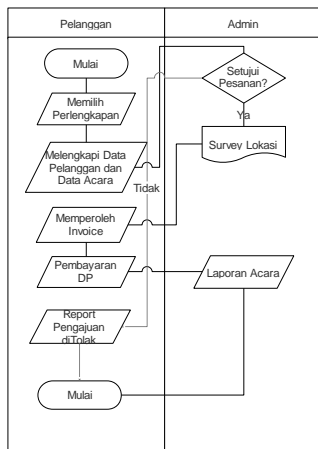 Pelanggan
Admin
Mulai
Memilih
Perlengkapan
Melengkapi Data
Pelanggan dan
Data Acara
Setujui
Pesanan?
Ya
Survey Lokasi
Tidak
Memperoleh
Invoice
Pembayaran
DP
Laporan Acara
Report
Pengajuan
diTolak
Mulai